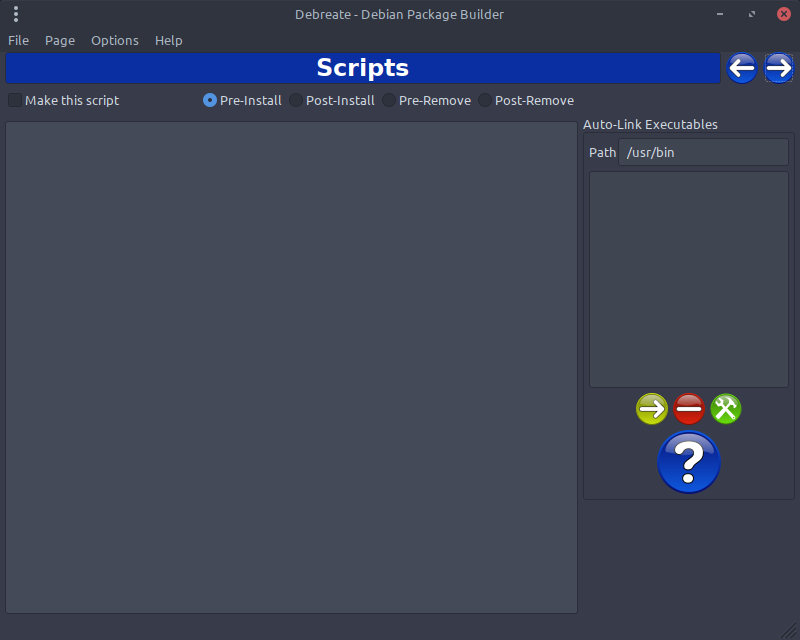 Debreate - Debian Package Builder
File Page Options Help
Scripts
Make this script Pre-Install Post-Install Pre-Remove Post-Remove
Auto-Link Executables
Path /usr/bin
?